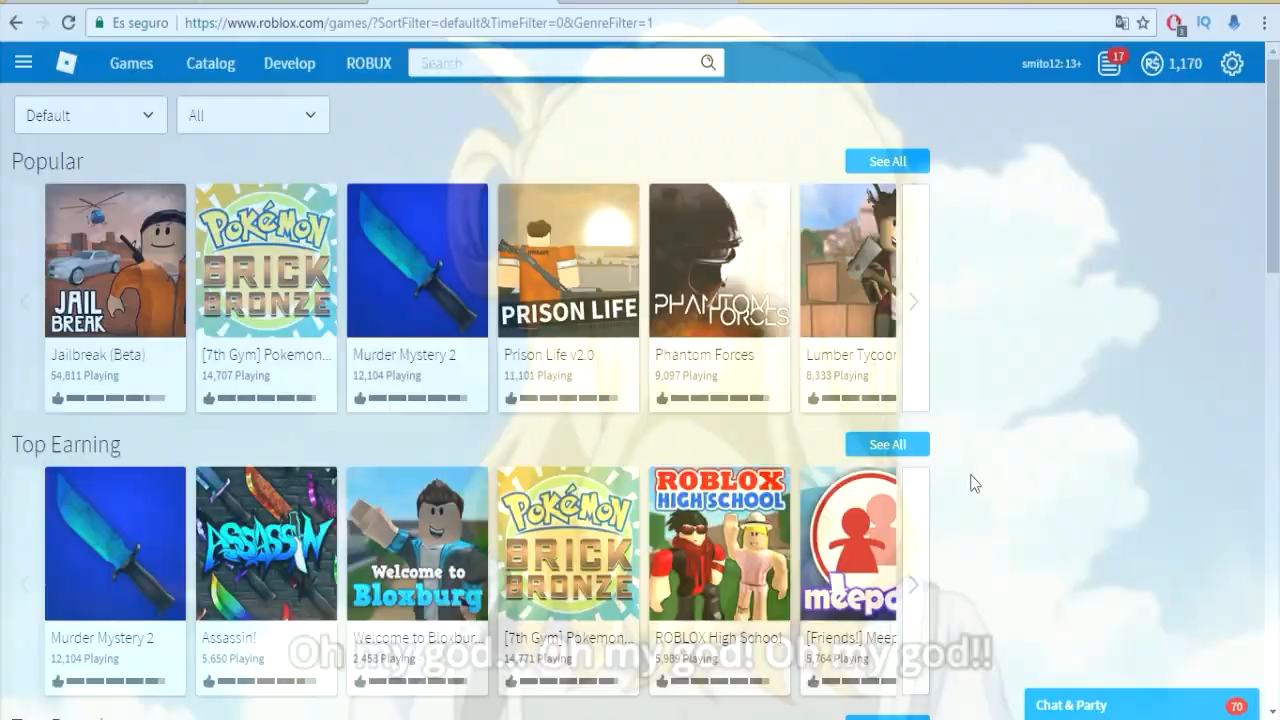 Es seguro https://www.roblox.com/games/?SortFilter=default&TimeFilter=0&GenreFilter=1
IQ
Games Catalog Develop ROBUX Search smito12: 13+ 17 R$ 1,170
Default All
Popular See All
JAIL BREAK
POKéMON BRICK BRONZE
PRISON LIFE
PHANTOM FORCES
Jailbreak (Beta) [7th Gym] Pokemon... Murder Mystery 2 Prison Life v2.0 Phantom Forces Lumber Tycoon
54,811 Playing 14,707 Playing 12,104 Playing 11,101 Playing 9,097 Playing 8,333 Playing
Top Earning See All
ASSASSIN
Welcome to Bloxburg
POKéMON BRICK BRONZE
ROBLOX HIGH SCHOOL
meepc
Murder Mystery 2 Assassin! Welcome to Bloxbur... [7th Gym] Pokemon... ROBLOX High School [Friends!] Meep
12,104 Playing 5,650 Playing 2,453 Playing 14,771 Playing 5,989 Playing 5,764 Playing
Oh my god... Oh my god! Oh my god!!
Chat & Party 70